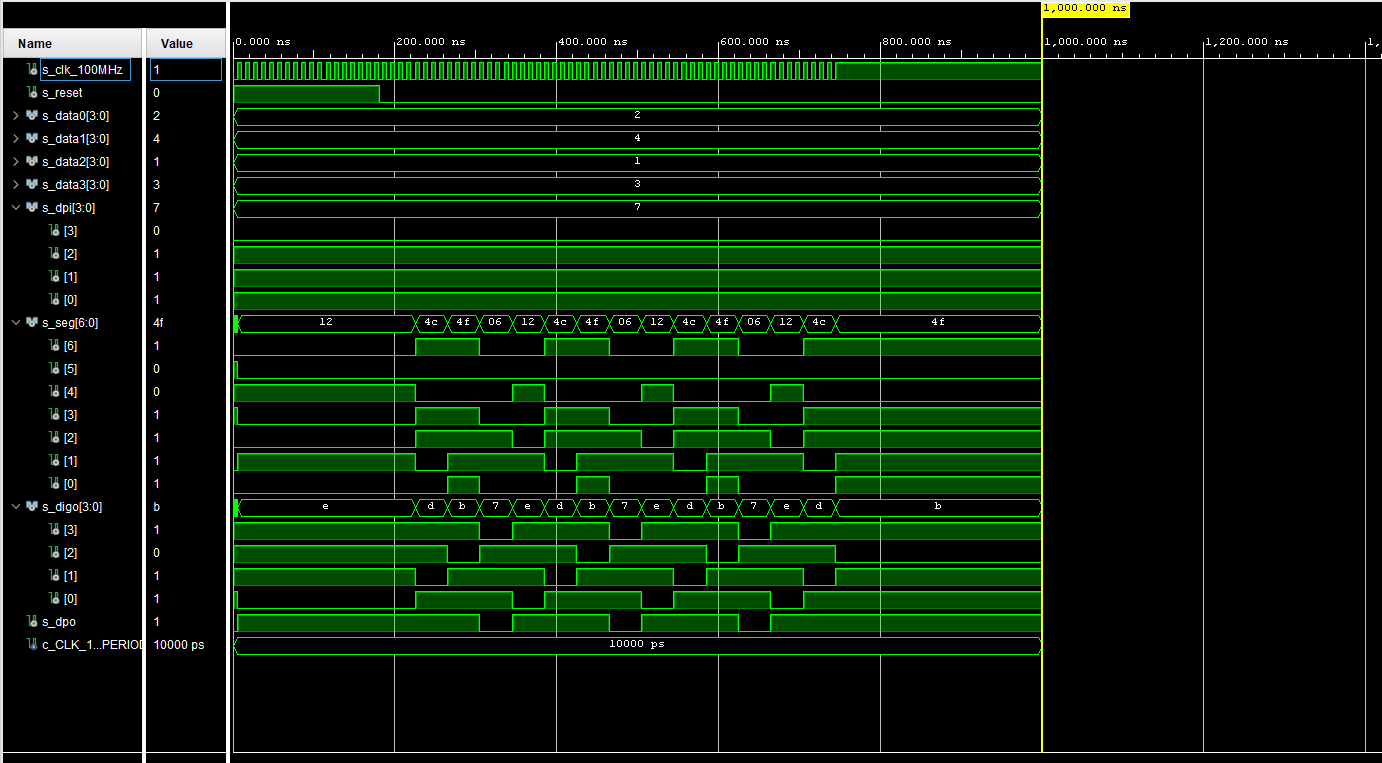 1,000.000 ns
Name Value 0.000 ns 200.000 ns 400.000 ns 600.000 ns 800.000 ns 1,000.000 ns 1,200.000 ns 1,
s_clk_100MHz 1
s_reset 0
s_data0[3:0] 2 2
s_data1[3:0] 4 4
s_data2[3:0] 1 1
s_data3[3:0] 3 3
s_dpi[3:0] 7 7
[3] 0
[2] 1
[1] 1
[0] 1
s_seg[6:0] 4f 12 4c 4f 06 12 4c 4f 06 12 4c 4f 06 12 4c 4f
[6] 1
[5] 0
[4] 0
[3] 1
[2] 1
[1] 1
[0] 1
s_digo[3:0] b e d b 7 e d b 7 e d b 7 e d b
[3] 1
[2] 0
[1] 1
[0] 1
s_dpo 1
c_CLK_1...PERIOD 10000 ps 10000 ps